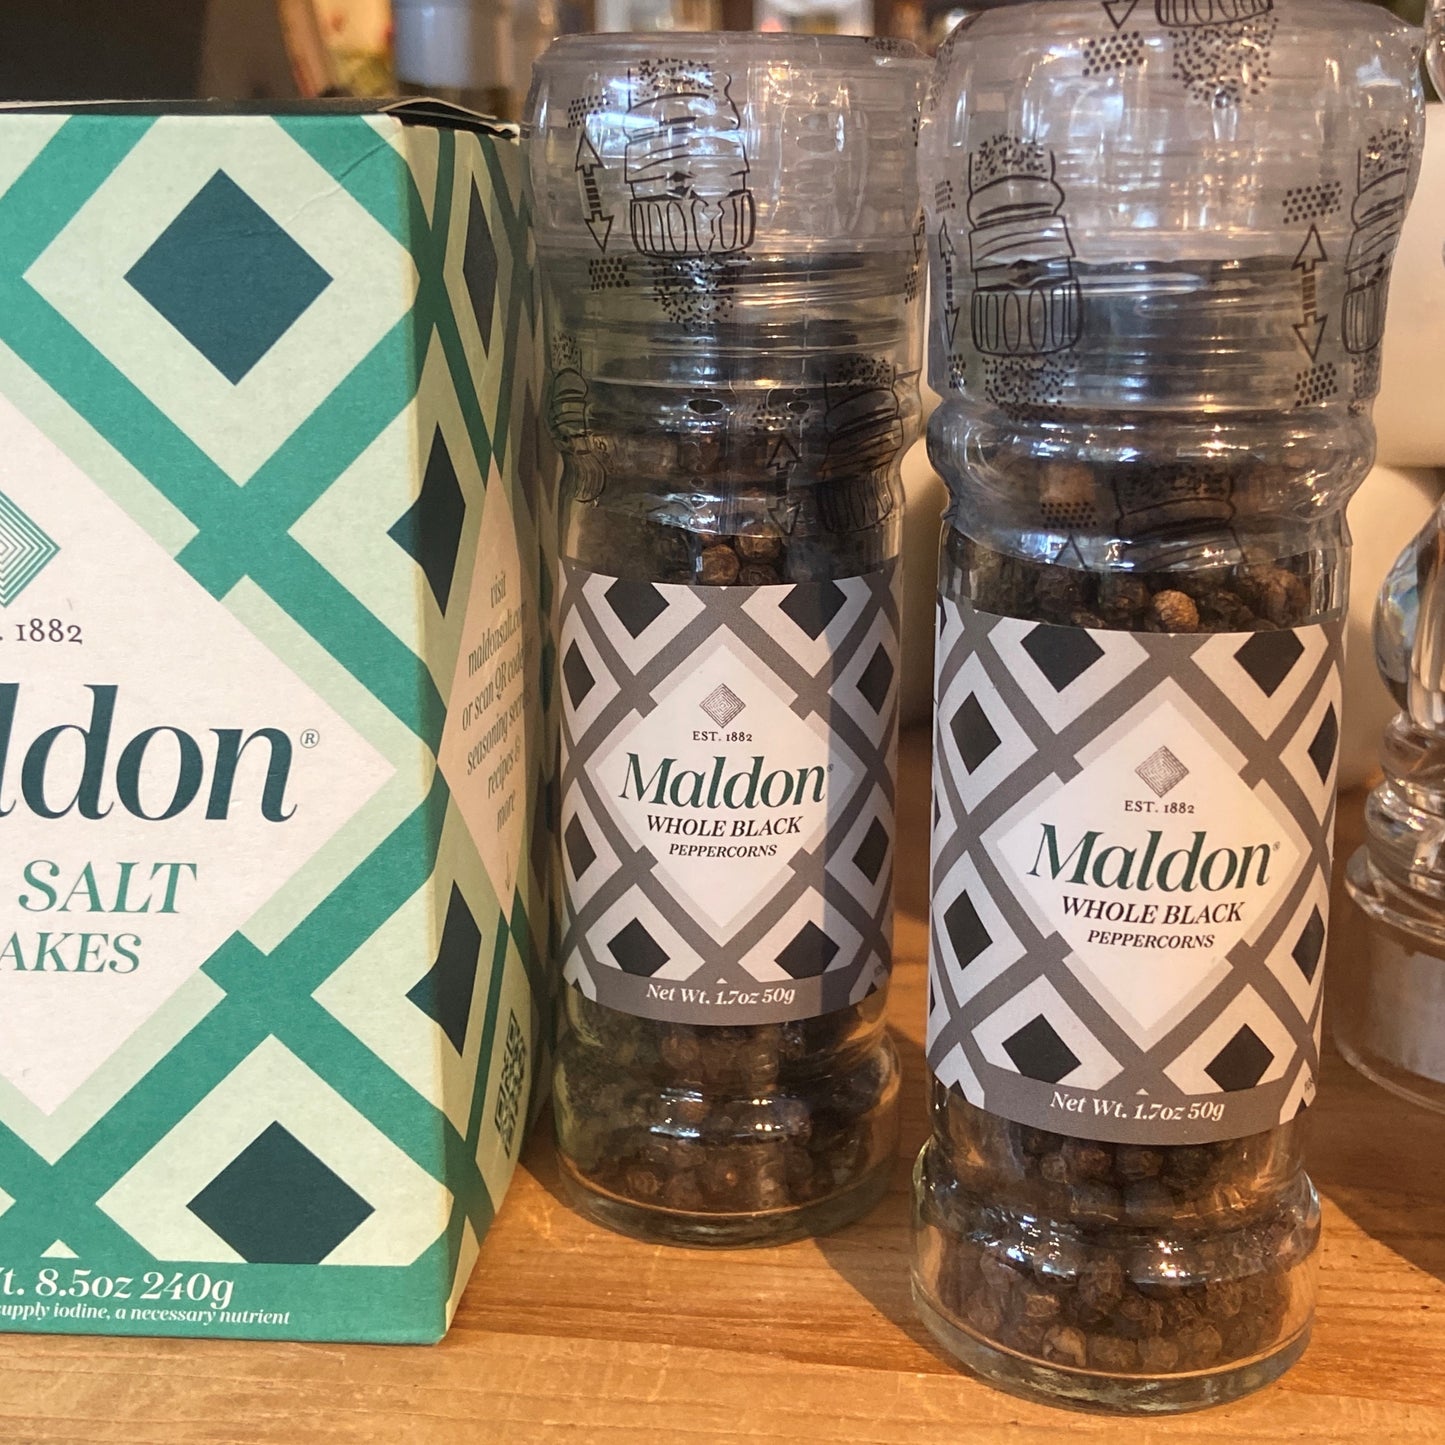 . 1882
ldon®
SALT
AKES
t. 8.5oz 240g
supply iodine, a necessary nutrient
visit
maldonsalt.com
or scan QR code
seasoning secrets
recipes &
more
EST. 1882
Maldon®
WHOLE BLACK
PEPPERCORNS
Net Wt. 1.7oz 50g
EST. 1882
Maldon®
WHOLE BLACK
PEPPERCORNS
Net Wt. 1.7oz 50g